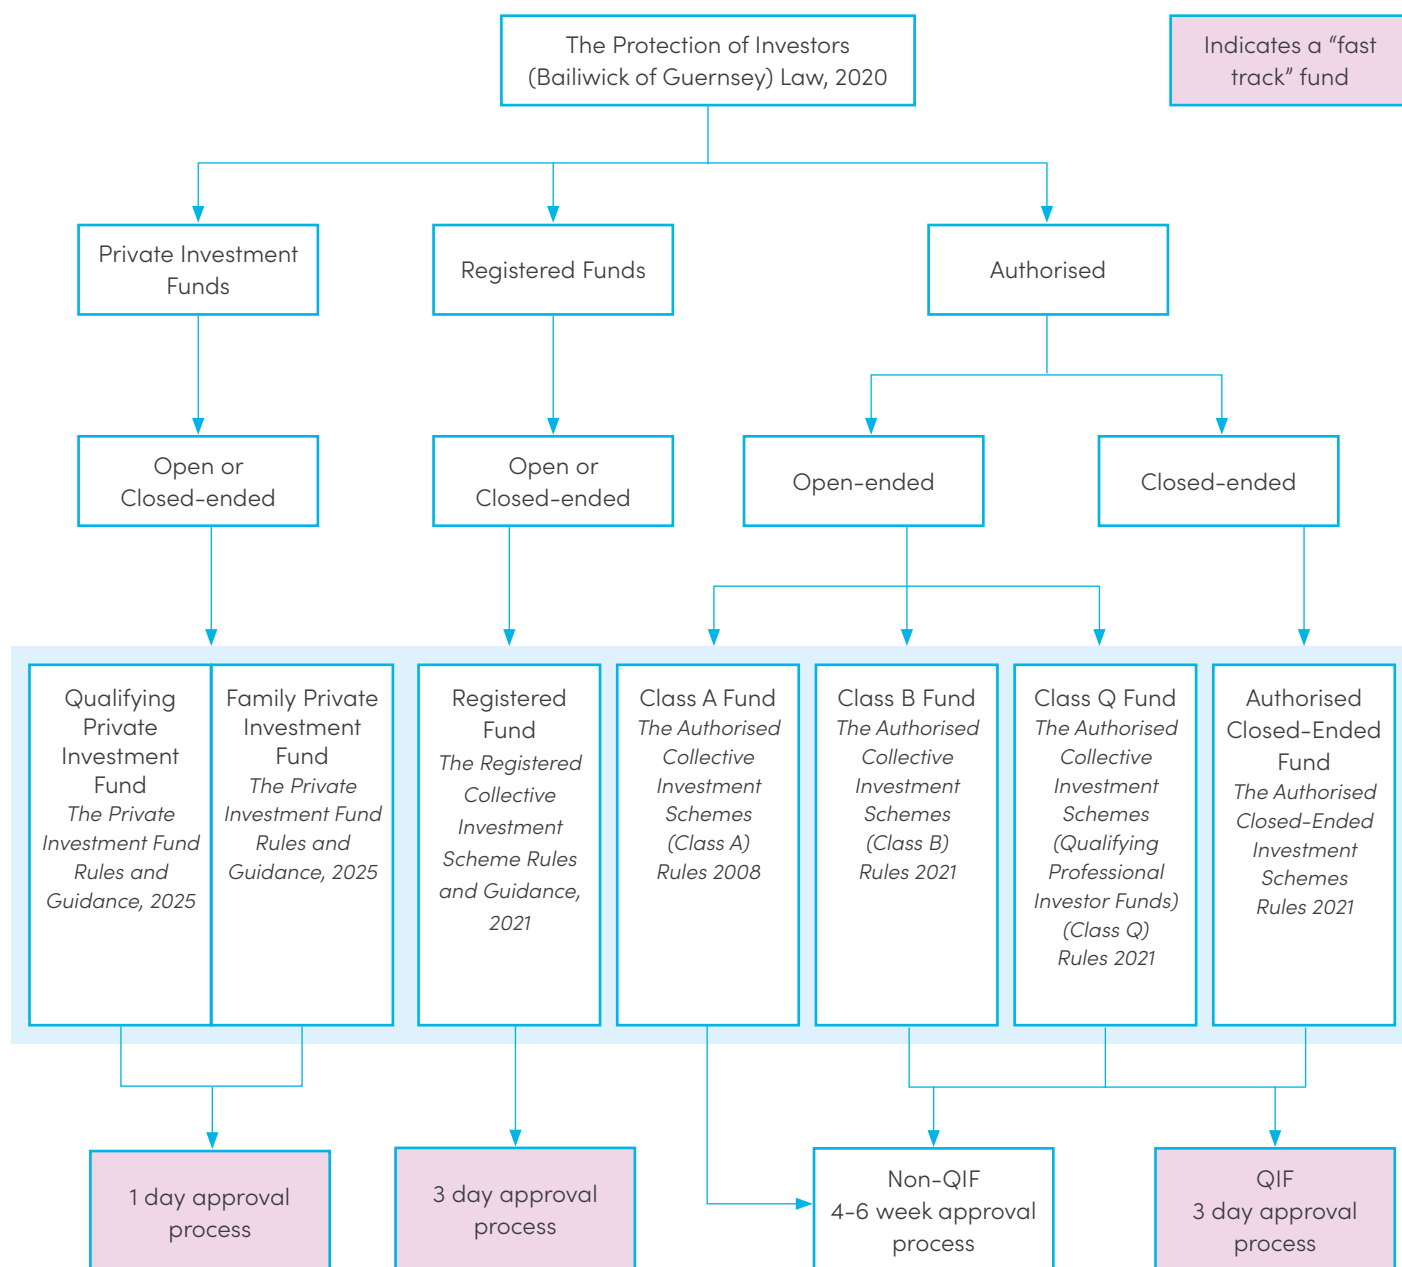 The Protection of Investors
(Bailiwick of Guernsey) Law, 2020
Indicates a “fast
track” fund
Private Investment
Funds
Registered Funds
Authorised
Open or
Closed-ended
Open or
Closed-ended
Open-ended
Closed-ended
Qualifying
Private
Investment
Fund
The Private
Investment Fund
Rules and
Guidance, 2025
Family Private
Investment
Fund
The Private
Investment Fund
Rules and
Guidance, 2025
Registered
Fund
The Registered
Collective
Investment
Scheme Rules
and Guidance,
2021
Class A Fund
The Authorised
Collective
Investment
Schemes
(Class A)
Rules 2008
Class B Fund
The Authorised
Collective
Investment
Schemes
(Class B)
Rules 2021
Class Q Fund
The Authorised
Collective
Investment
Schemes
(Qualifying
Professional
Investor Funds)
(Class Q)
Rules 2021
Authorised
Closed-Ended
Fund
The Authorised
Closed-Ended
Investment
Schemes
Rules 2021
1 day approval
process
3 day approval
process
Non-QIF
4-6 week approval
process
QIF
3 day approval
process